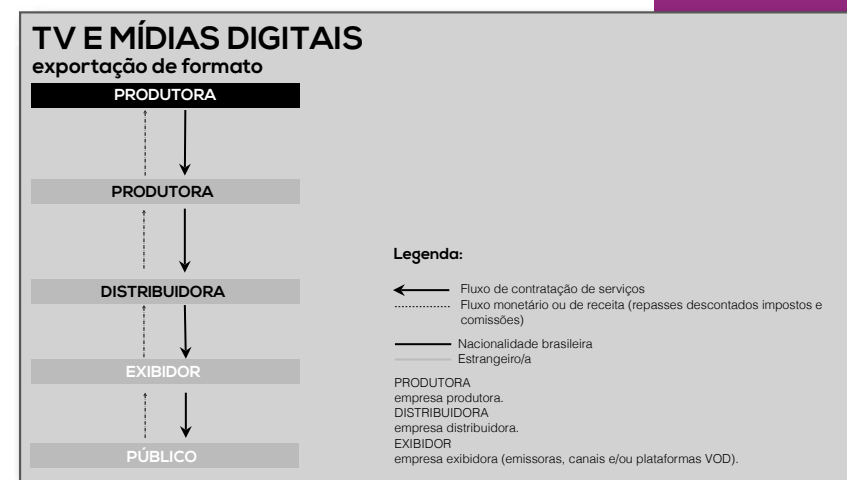 TV E MÍDIAS DIGITAIS
exportação de formato
PRODUTORA
PRODUTORA
DISTRIBUIDORA
EXIBIDOR
PÚBLICO
Legenda:
Fluxo de contratação de serviços
Fluxo monetário ou de receita (repasses descontados impostos e
comissões)
Nacionalidade brasileira
Estrangeiro/a
PRODUTORA
empresa produtora.
DISTRIBUIDORA
empresa distribuidora.
EXIBIDOR
empresa exibidora (emissoras, canais e/ou plataformas VOD).